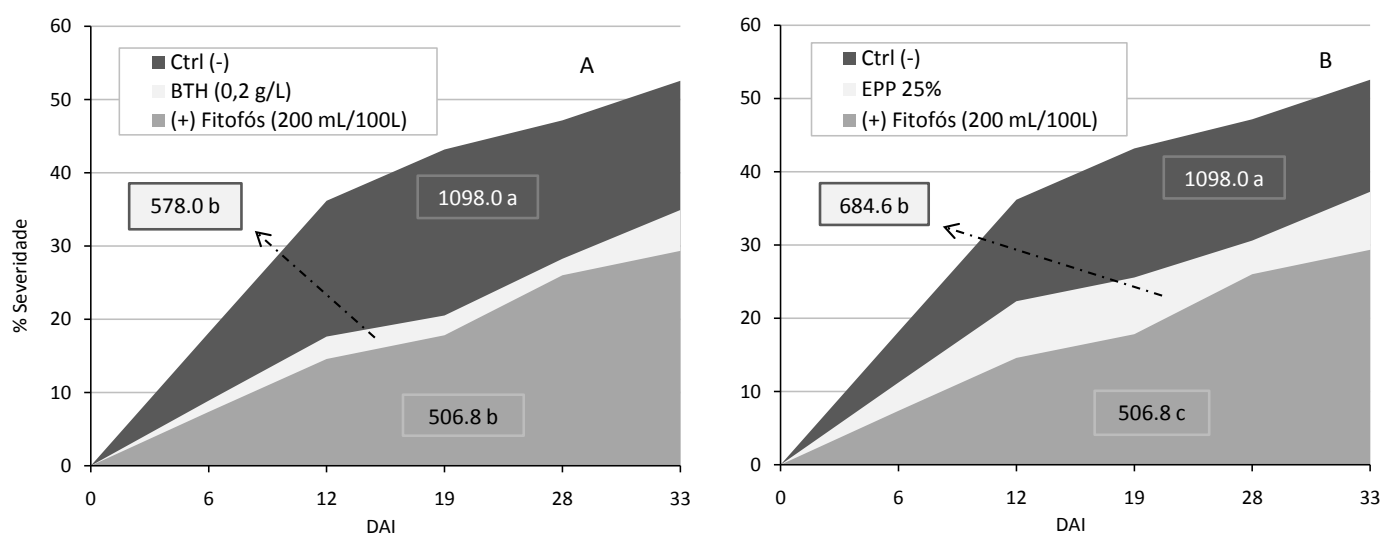 60
50
40
30
20
10
0
% Severidade
Ctrl (-)
BTH (0,2 g/L)
(+) Fitofós (200 mL/100L)
A
578.0 b
1098.0 a
506.8 b
0 6 12 19 28 33
DAI
60
50
40
30
20
10
0
Ctrl (-)
EPP 25%
(+) Fitofós (200 mL/100L)
B
684.6 b
1098.0 a
506.8 c
0 6 12 19 28 33
DAI